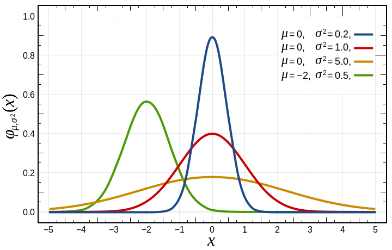 1.0
0.8
0.6
0.4
0.2
0.0
φμ,σ²(x)
μ= 0, σ²= 0.2,
μ= 0, σ²= 1.0,
μ= 0, σ²= 5.0,
μ= −2, σ²= 0.5,
−5 −4 −3 −2 −1 0 1 2 3 4 5
x